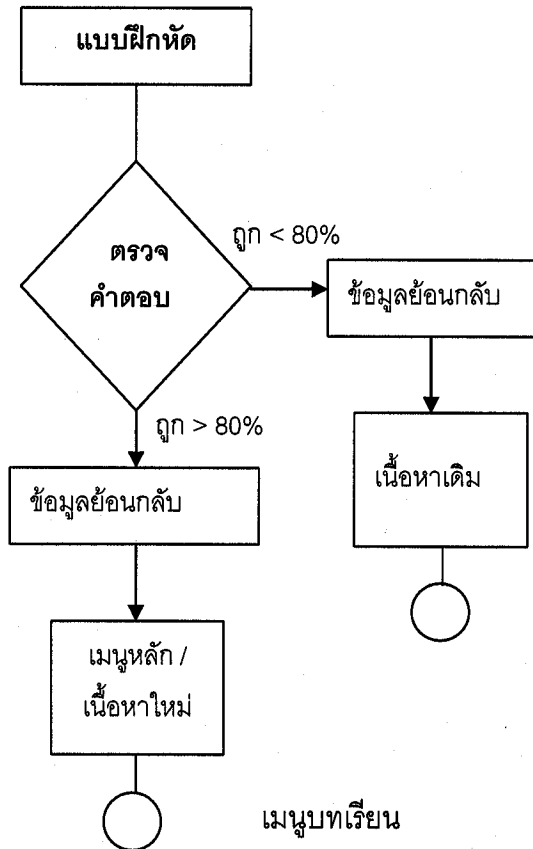 แบบฝึกหัด
ตรวจ
คำตอบ
ถูก < 80%
ข้อมูลย้อนกลับ
เนื้อหาเดิม
ถูก > 80%
ข้อมูลย้อนกลับ
เมนูหลัก /
เนื้อหาใหม่
เมนูบทเรียน